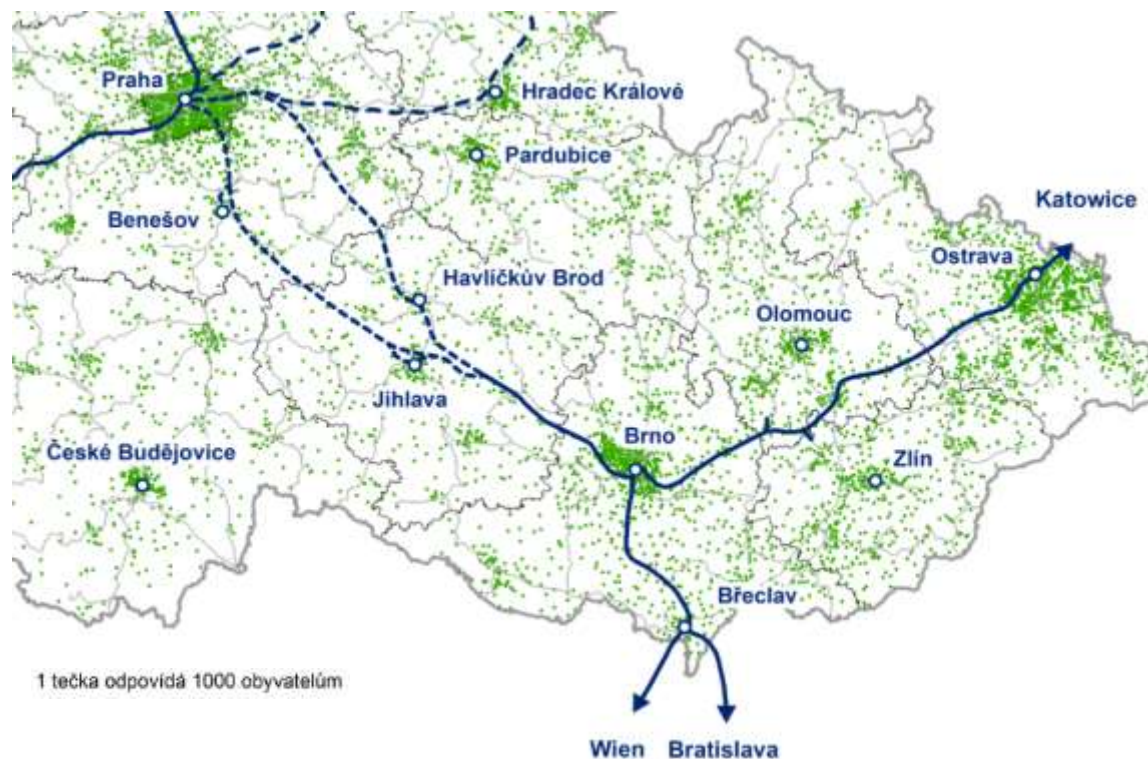 Praha
Hradec Králové
Pardubice
Katowice
Benešov
Ostrava
Havlíčkův Brod
Olomouc
Jihlava
Brno
České Budějovice
Zlín
Břeclav
1 tečka odpovídá 1000 obyvatelům
Wien
Bratislava